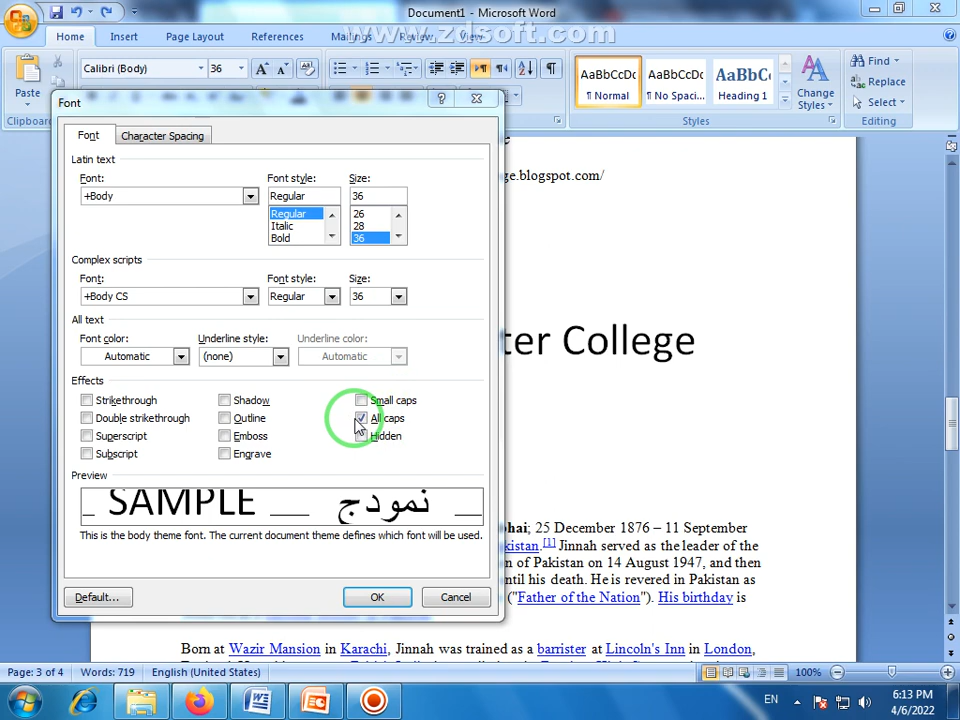 Document1 - Microsoft Word
www.zdsoft.com
Home Insert Page Layout References Mailings Review View
Paste
Calibri (Body) 36
AaBbCcDc AaBbCcDc AaBbC
¶ Normal ¶ No Spaci... Heading 1
Change Styles
Find
Replace
Select
Clipboard Styles Editing
Font
Font Character Spacing
Latin text
Font: Font style: Size:
+Body Regular 36
Regular 26
Italic 28
Bold 36
Complex scripts
Font: Font style: Size:
+Body CS Regular 36
All text
Font color: Underline style: Underline color:
Automatic (none) Automatic
Effects
Strikethrough Shadow Small caps
Double strikethrough Outline All caps
Superscript Emboss Hidden
Subscript Engrave
Preview
SAMPLE نموذج
This is the body theme font. The current document theme defines which font will be used.
Default... OK Cancel
ge.blogspot.com/
ter College
hai; 25 December 1876 – 11 September
kistan.[1] Jinnah served as the leader of the
n of Pakistan on 14 August 1947, and then
ntil his death. He is revered in Pakistan as
("Father of the Nation"). His birthday is
Born at Wazir Mansion in Karachi, Jinnah was trained as a barrister at Lincoln's Inn in London,
Page: 3 of 4 Words: 719 English (United States) 100%
EN
6:13 PM
4/6/2022